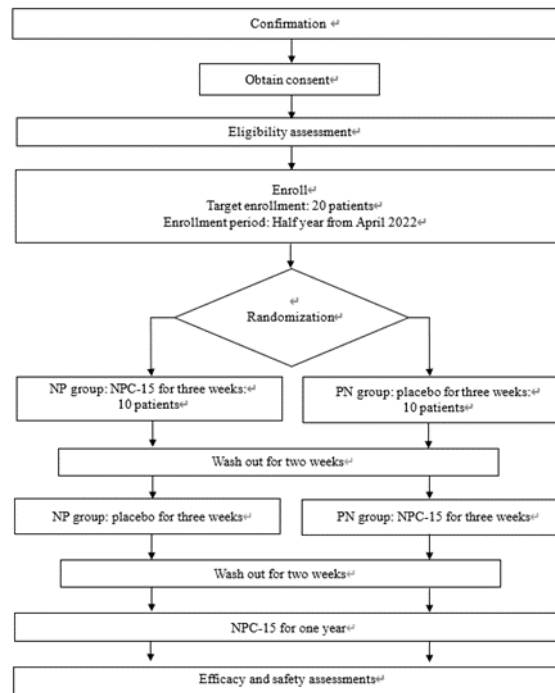 Confirmation ↵
Obtain consent↵
Eligibility assessment↵
Enroll↵
Target enrollment: 20 patients↵
Enrollment period: Half year from April 2022↵
↵
Randomization↵
NP group: NPC-15 for three weeks:↵
10 patients↵
PN group: placebo for three weeks:↵
10 patients↵
Wash out for two weeks↵
NP group: placebo for three weeks↵
PN group: NPC-15 for three weeks↵
Wash out for two weeks↵
NPC-15 for one year↵
Efficacy and safety assessments↵